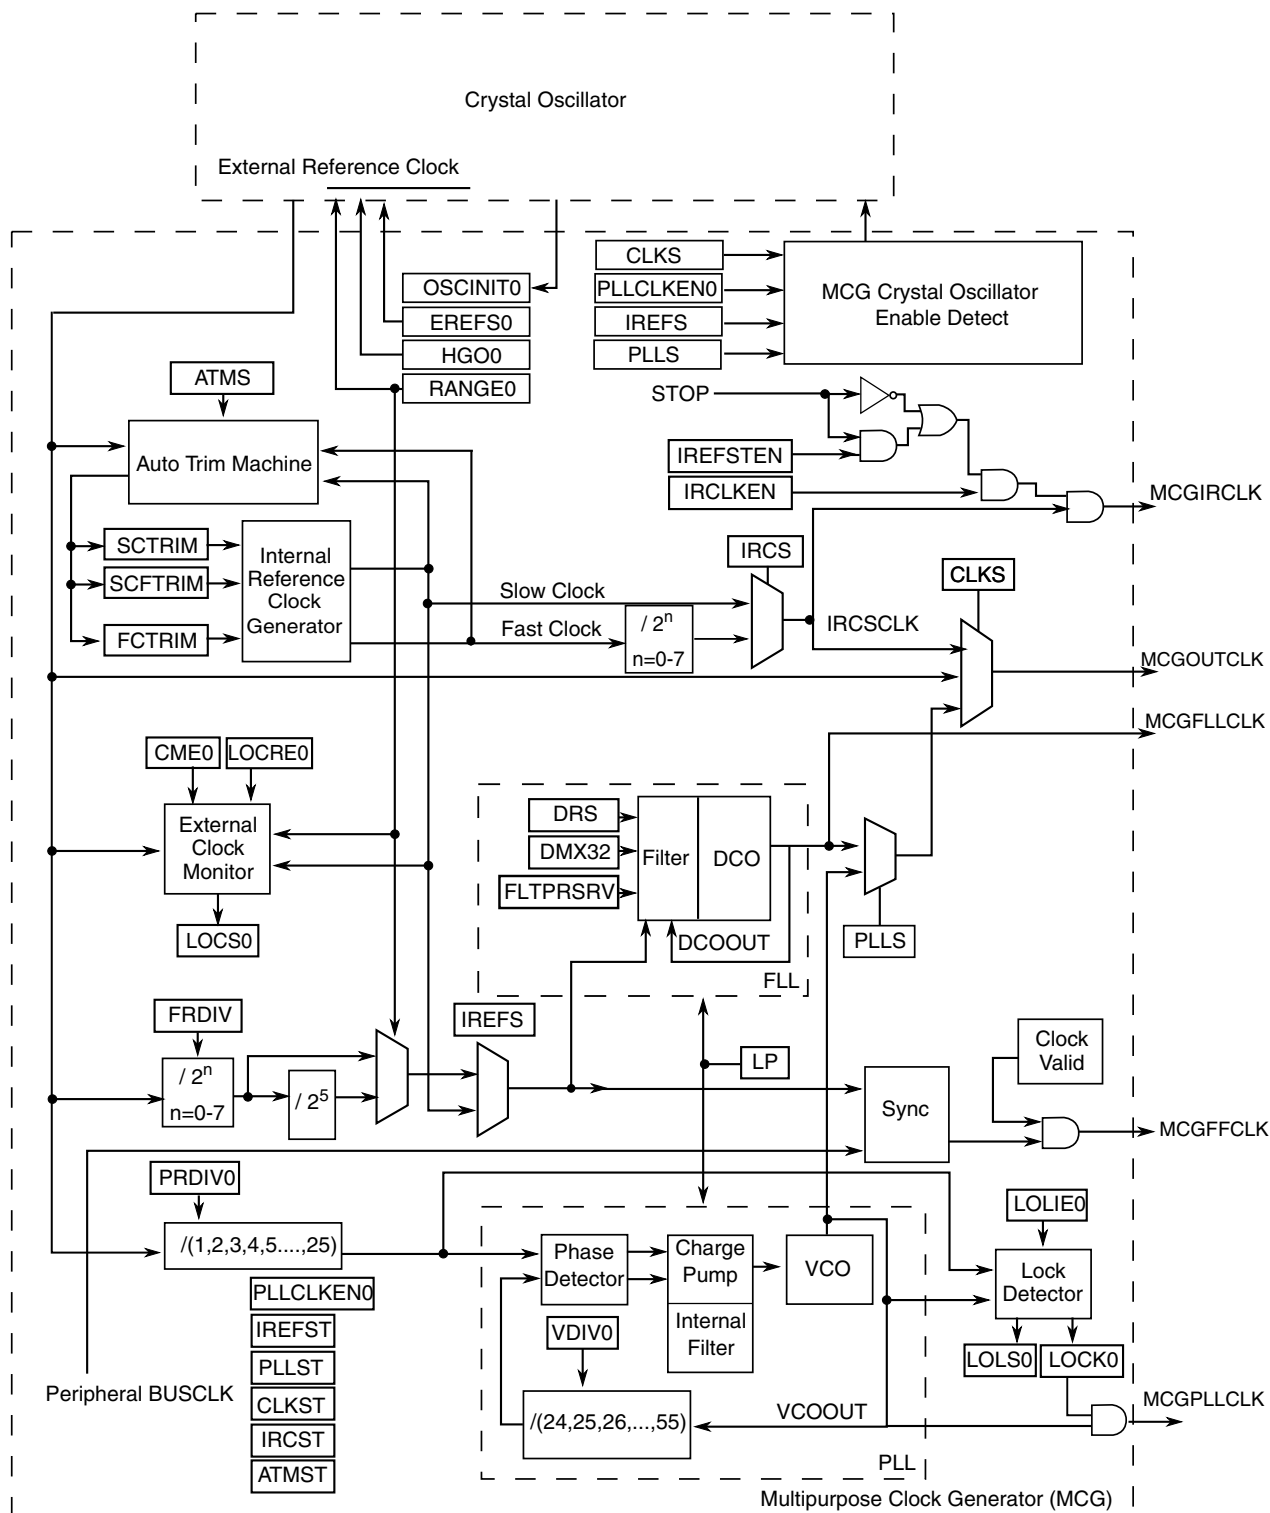 Crystal Oscillator
External Reference Clock
OSCINIT0
EREFS0
HGO0
RANGE0
CLKS
PLLCLKEN0
IREFS
PLLS
MCG Crystal Oscillator
Enable Detect
STOP
IREFSTEN
IRCLKEN
MCGIRCLK
ATMS
Auto Trim Machine
SCTRIM
SCFTRIM
FCTRIM
Internal
Reference
Clock
Generator
Slow Clock
Fast Clock
/ 2n
n=0-7
IRCS
IRCSCLK
CLKS
MCGOUTCLK
MCGFLLCLK
CME0
LOCRE0
External
Clock
Monitor
LOCS0
DRS
DMX32
FLTPRSRV
Filter
DCO
DCOOUT
FLL
PLLS
FRDIV
/ 2n
n=0-7
/ 25
IREFS
LP
Clock
Valid
Sync
MCGFFCLK
PRDIV0
/(1,2,3,4,5....,25)
Phase
Detector
Charge
Pump
Internal
Filter
VCO
VDIV0
/(24,25,26,...,55)
VCOOUT
PLL
LOLIE0
Lock
Detector
LOLS0
LOCK0
MCGPLLCLK
PLLCLKEN0
IREFST
PLLST
CLKST
IRCST
ATMST
Peripheral BUSCLK
Multipurpose Clock Generator (MCG)